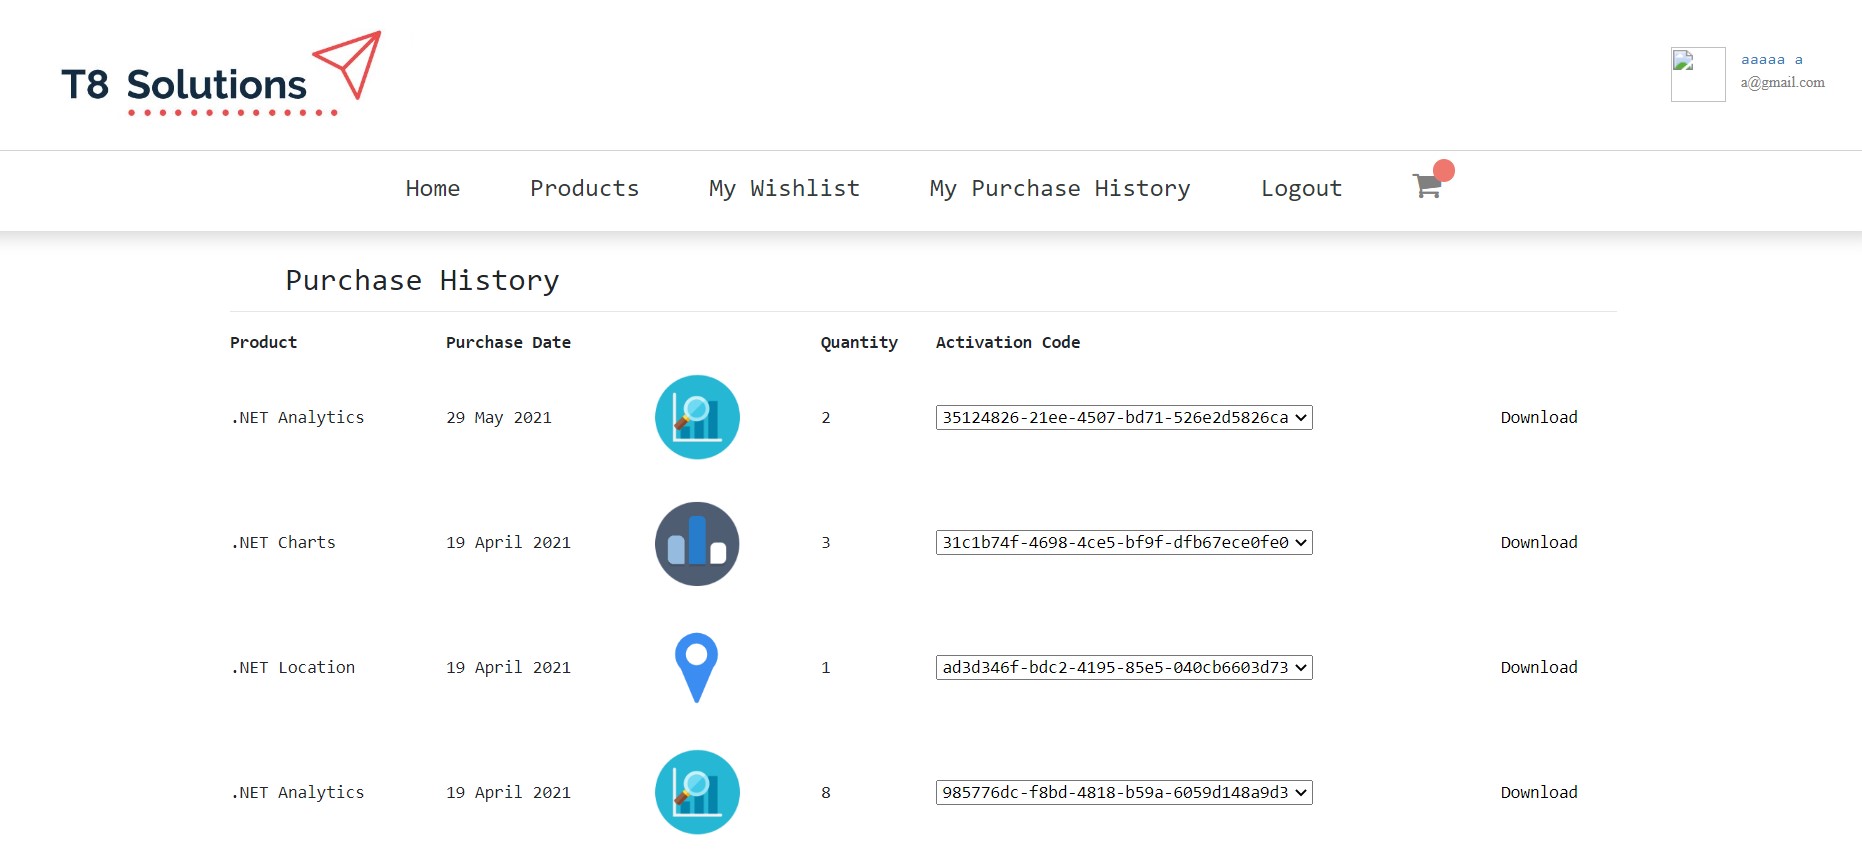 T8 Solutions
aaaaa a
a@gmail.com
Home Products My Wishlist My Purchase History Logout
Purchase History
Product Purchase Date Quantity Activation Code
.NET Analytics 29 May 2021 2 35124826-21ee-4507-bd71-526e2d5826ca Download
.NET Charts 19 April 2021 3 31c1b74f-4698-4ce5-bf9f-dfb67ece0fe0 Download
.NET Location 19 April 2021 1 ad3d346f-bdc2-4195-85e5-040cb6603d73 Download
.NET Analytics 19 April 2021 8 985776dc-f8bd-4818-b59a-6059d148a9d3 Download